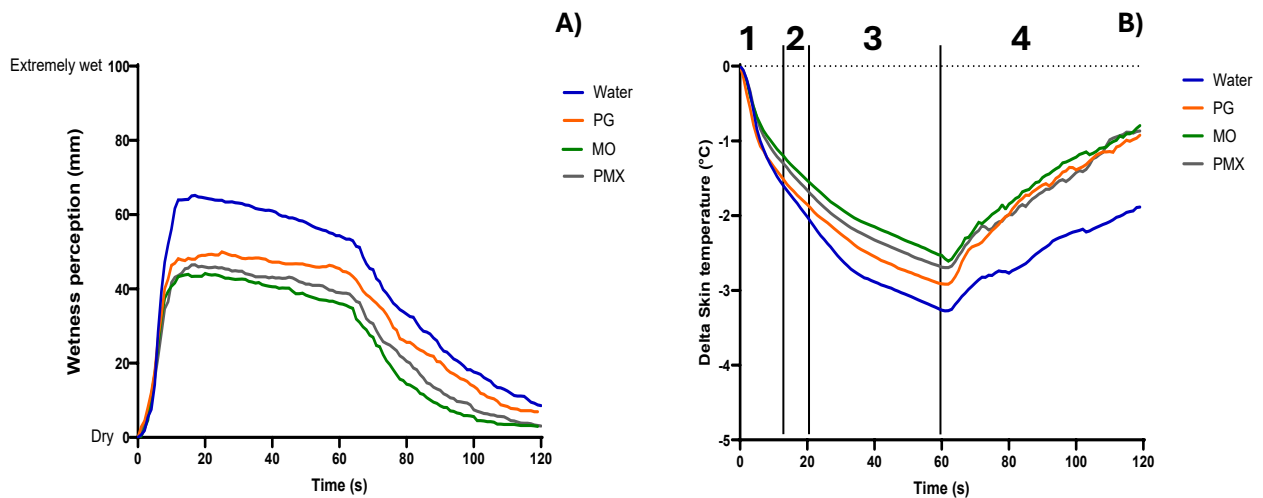 A)
Extremely wet 100
80
60
40
20
Dry 0
Wetness perception (mm)
0 20 40 60 80 100 120
Time (s)
Water
PG
MO
PMX
B)
1 2 3 4
0
-1
-2
-3
-4
-5
Delta Skin temperature (°C)
0 20 40 60 80 100 120
Time (s)
Water
PG
MO
PMX